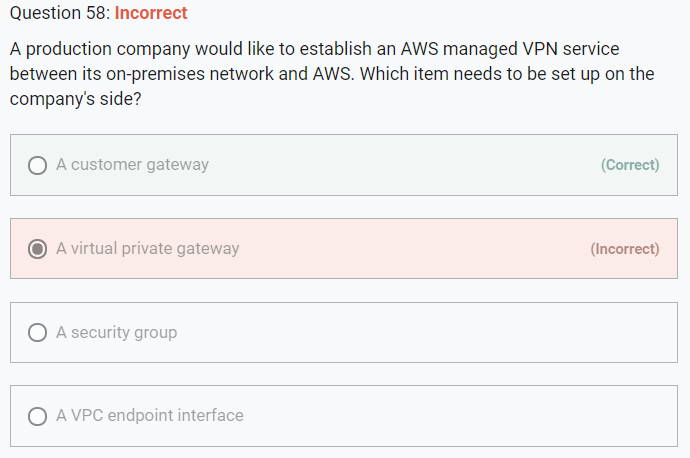 Question 58: Incorrect
A production company would like to establish an AWS managed VPN service
between its on-premises network and AWS. Which item needs to be set up on the
company's side?
A customer gateway (Correct)
A virtual private gateway (Incorrect)
A security group
A VPC endpoint interface